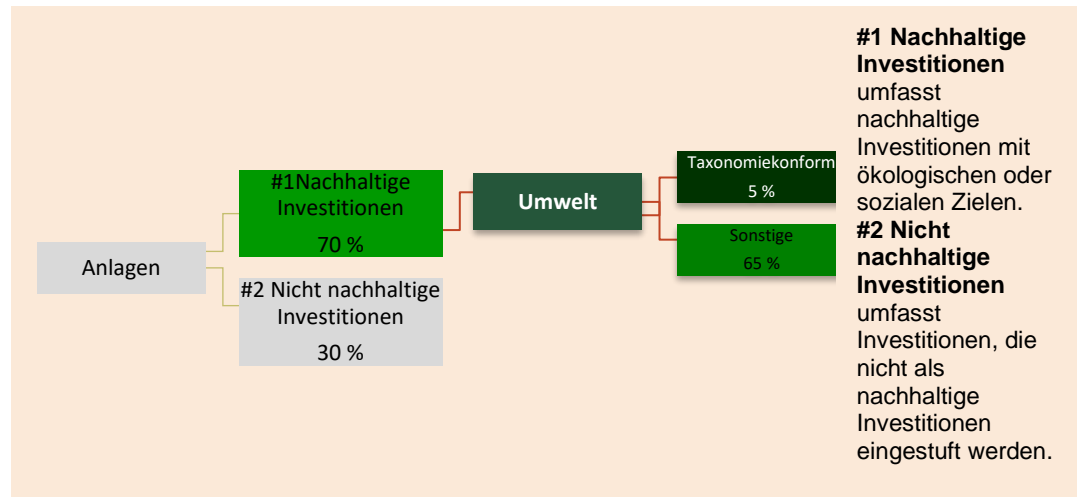 Anlagen
#1Nachhaltige
Investitionen
70 %
#2 Nicht nachhaltige
Investitionen
30 %
Umwelt
Taxonomiekonform
5 %
Sonstige
65 %
#1 Nachhaltige
Investitionen
umfasst
nachhaltige
Investitionen mit
ökologischen oder
sozialen Zielen.
#2 Nicht
nachhaltige
Investitionen
umfasst
Investitionen, die
nicht als
nachhaltige
Investitionen
eingestuft werden.